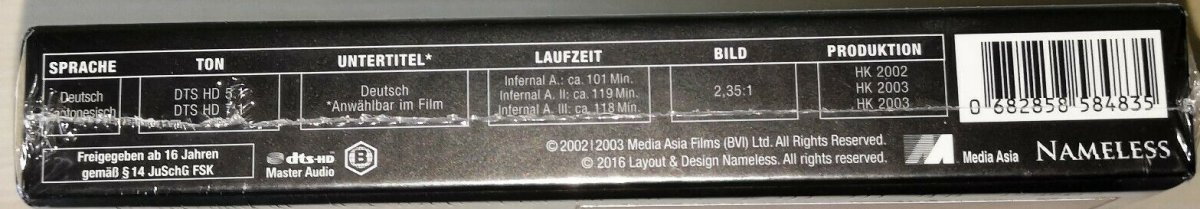 SPRACHE TON UNTERTITEL* LAUFZEIT BILD PRODUKTION
Deutsch DTS HD 5.1 Deutsch Infernal A.: ca. 101 Min. 2,35:1 HK 2002
DTS HD 7.1 *Anwählbar im Film Infernal A. II: ca. 119 Min. HK 2003
Infernal A. III: ca. 118 Min. HK 2003
0 682858 584835
Freigegeben ab 16 Jahren
gemäß § 14 JuSchG FSK
dts-HD
Master Audio
B
© 2002 | 2003 Media Asia Films (BVI) Ltd. All Rights Reserved.
© 2016 Layout & Design Nameless. All rights reserved.
Media Asia
NAMELESS